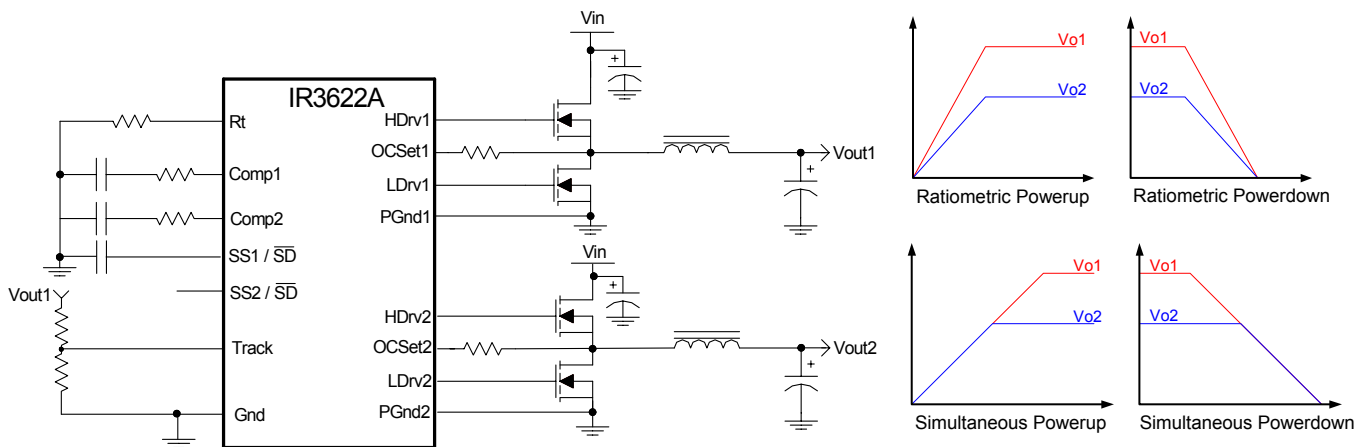 IR3622A
Rt
Comp1
Comp2
SS1 / SD
SS2 / SD
Vout1
Track
Gnd
HDrv1
OCSet1
LDrv1
PGnd1
HDrv2
OCSet2
LDrv2
PGnd2
Vin
+
+
Vout1
Vin
+
+
Vout2
Vo1
Vo2
Ratiometric Powerup
Vo1
Vo2
Ratiometric Powerdown
Vo1
Vo2
Simultaneous Powerup
Vo1
Vo2
Simultaneous Powerdown